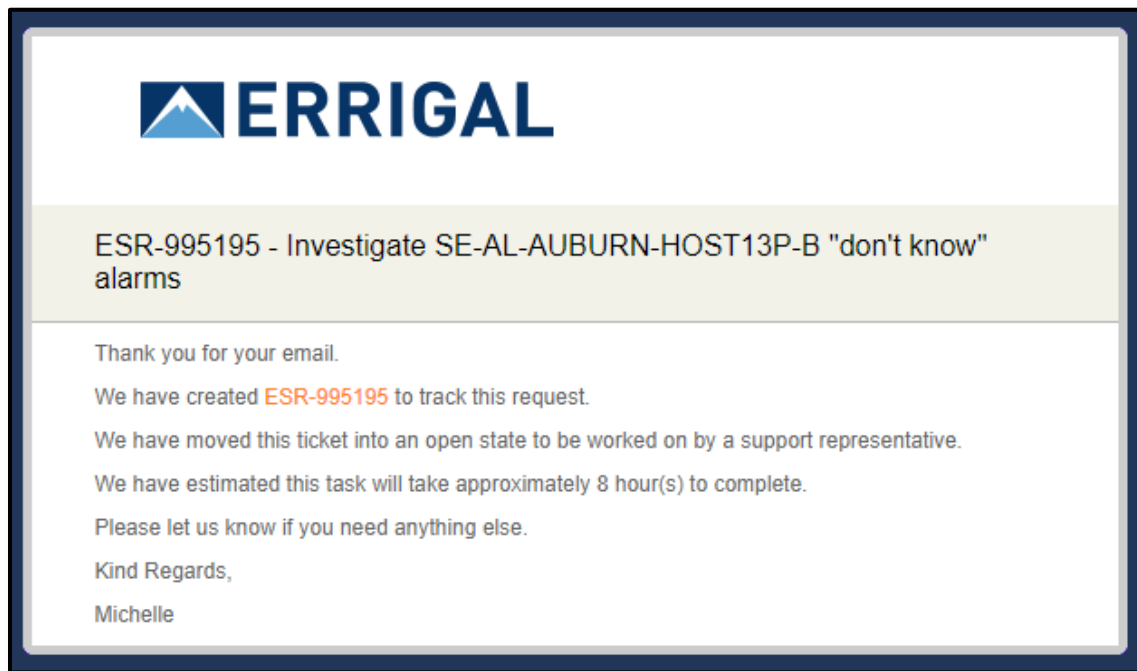 ERRIGAL
ESR-995195 - Investigate SE-AL-AUBURN-HOST13P-B "don't know"
alarms
Thank you for your email.
We have created ESR-995195 to track this request.
We have moved this ticket into an open state to be worked on by a support representative.
We have estimated this task will take approximately 8 hour(s) to complete.
Please let us know if you need anything else.
Kind Regards,
Michelle